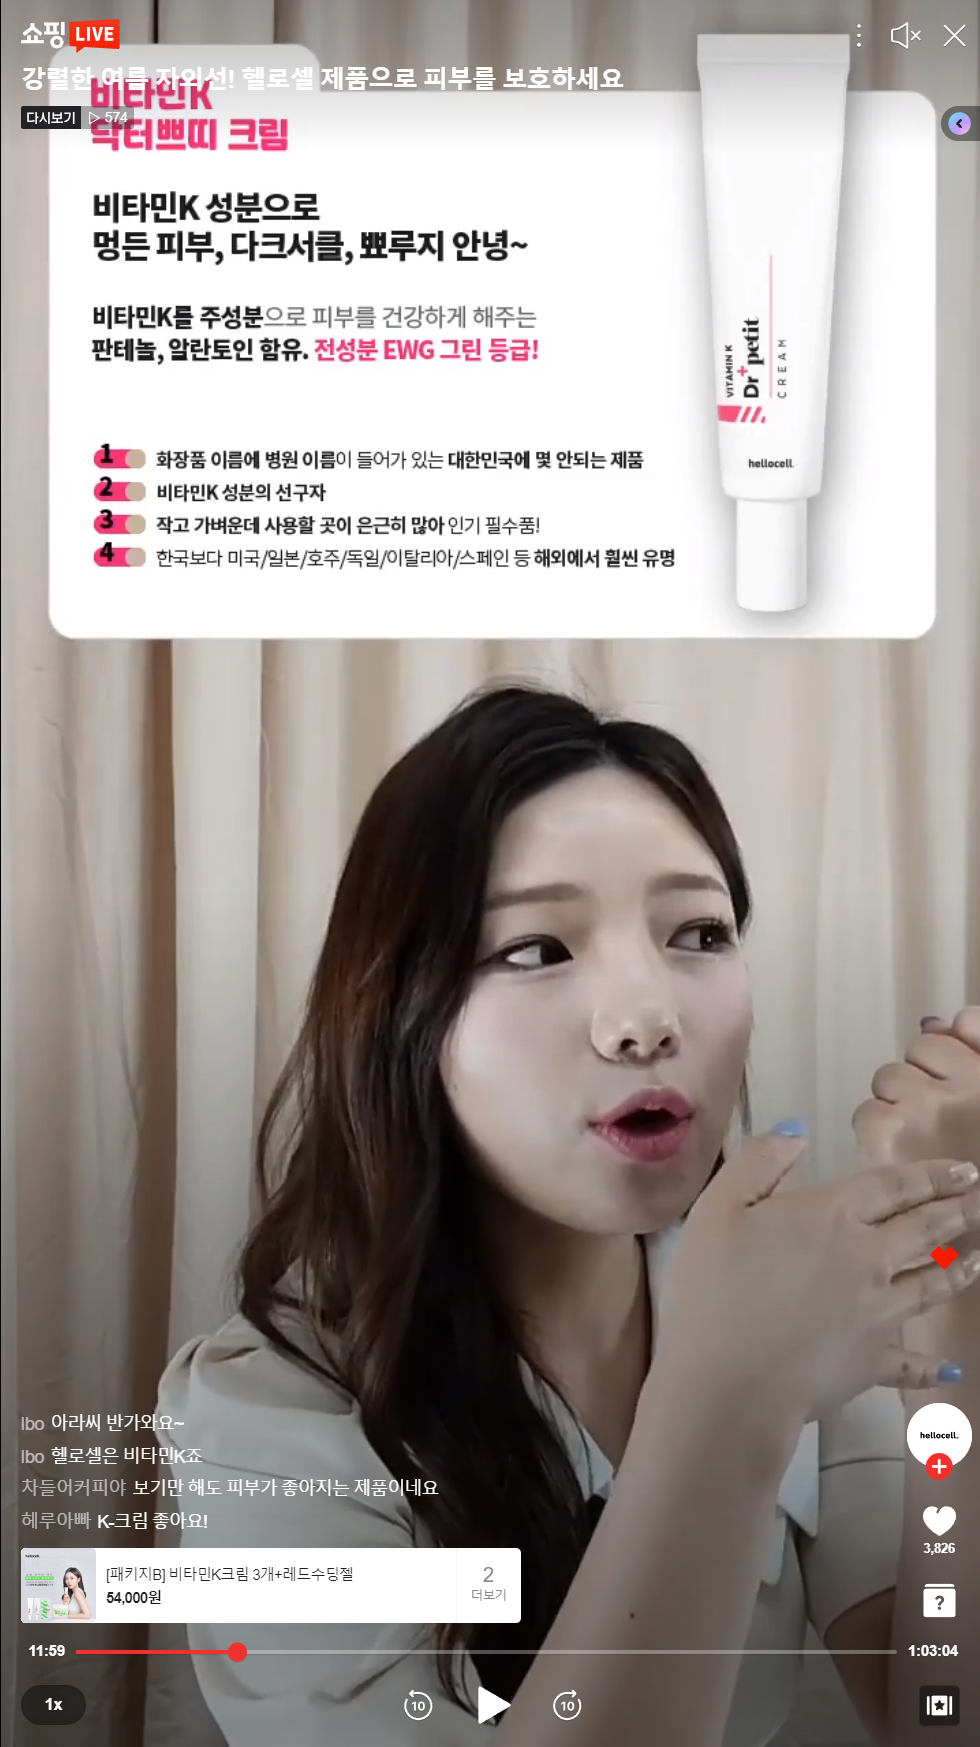 쇼핑 LIVE
강렬한 여름 자외선! 헬로셀 제품으로 피부를 보호하세요
다시보기 ▷ 574
비타민K
닥터쁘띠 크림
비타민K 성분으로
멍든 피부, 다크서클, 뾰루지 안녕~
비타민K를 주성분으로 피부를 건강하게 해주는
판테놀, 알란토인 함유. 전성분 EWG 그린 등급!
1 화장품 이름에 병원 이름이 들어가 있는 대한민국에 몇 안되는 제품
2 비타민K 성분의 선구자
3 작고 가벼운데 사용할 곳이 은근히 많아 인기 필수품!
4 한국보다 미국/일본/호주/독일/이탈리아/스페인 등 해외에서 훨씬 유명
VITAMIN K
Dr+petit
CREAM
hellocell.
lbo 아라씨 반가와요~
lbo 헬로셀은 비타민K죠
차들어커피야 보기만 해도 피부가 좋아지는 제품이네요
헤루아빠 K-크림 좋아요!
hellocell.
3,826
[패키지B] 비타민K크림 3개+레드수딩젤
54,000원
2
더보기
?
11:59
1:03:04
1x
10
10